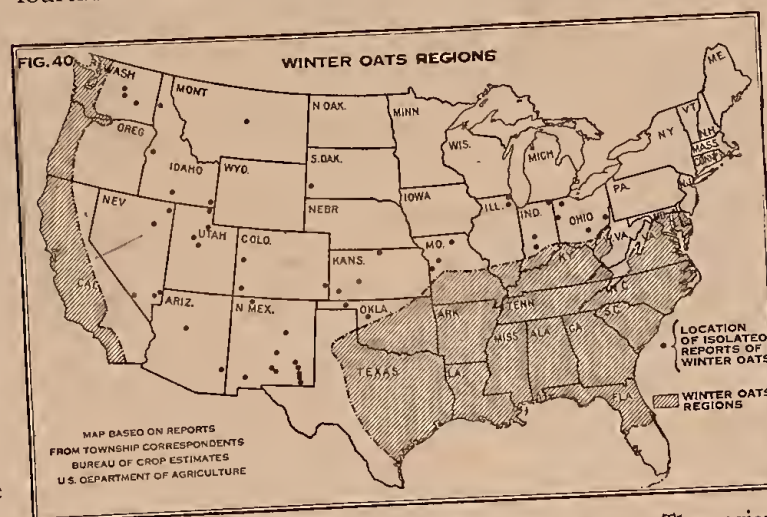 FIG. 40.
WINTER OATS REGIONS
WASH
MONT
N DAK.
MINN
ME.
OREG
IDAHO
WYO.
S.DAK.
WIS.
MICH
NY
VT
N.H.
MASS
CONN
NEV
UTAH
COLO.
NEBR
IOWA
ILL.
IND.
OHIO
PA.
N.J.
MD.
DEL
CAL
ARIZ.
N MEX.
KANS.
MO.
KY.
VA
VA
OKLA
ARK
TENN
N.C.
S.C.
TEXAS
LA.
MISS
ALA
GA.
FLA
LOCATION
OF ISOLATED
REPORTS OF
WINTER OATS
WINTER OATS
REGIONS
MAP BASED ON REPORTS
FROM TOWNSHIP CORRESPONDENTS
BUREAU OF CROP ESTIMATES
U.S. DEPARTMENT OF AGRICULTURE